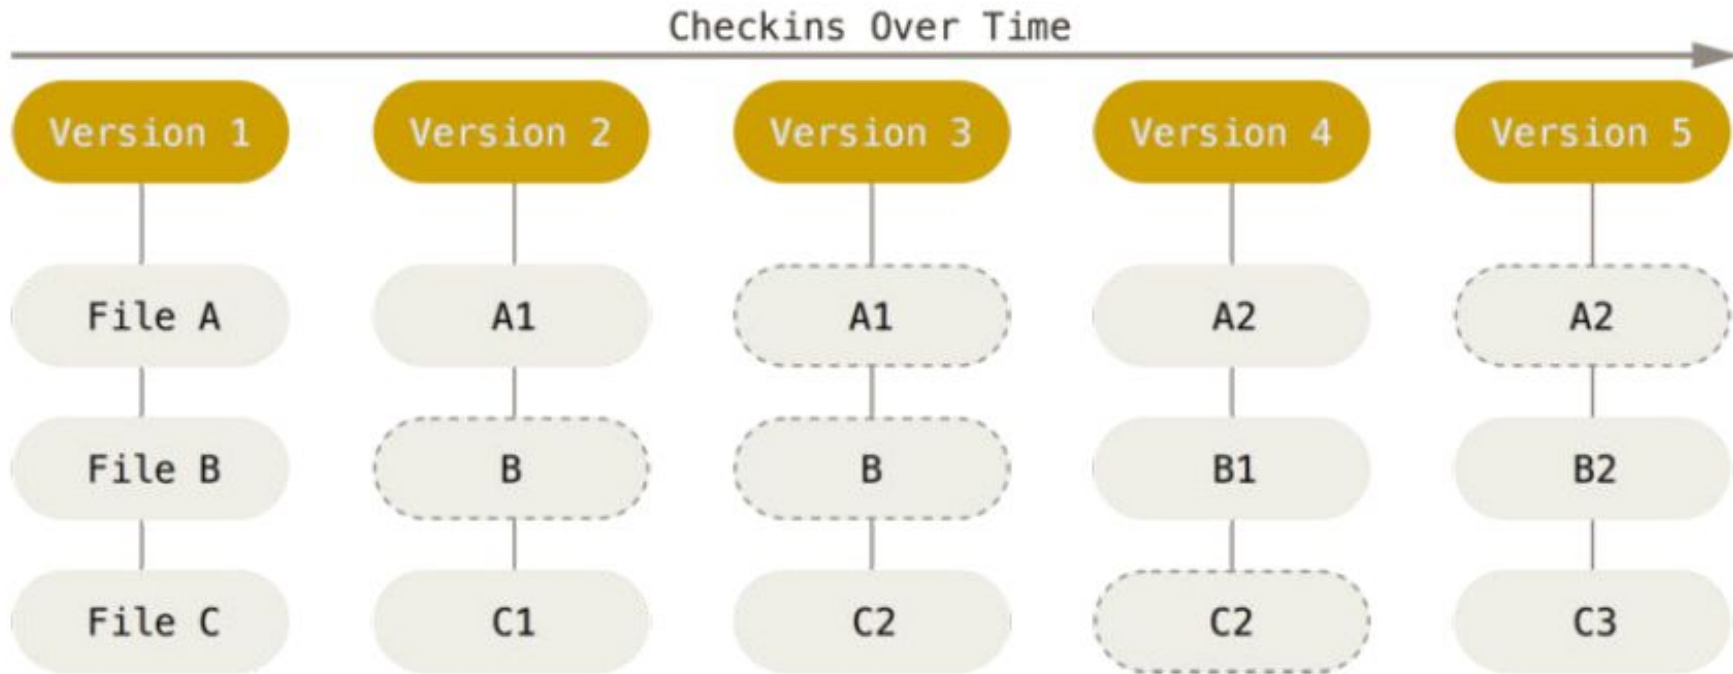 Checkins Over Time
Version 1 Version 2 Version 3 Version 4 Version 5
File A A1 A1 A2 A2
File B B B B1 B2
File C C1 C2 C2 C3